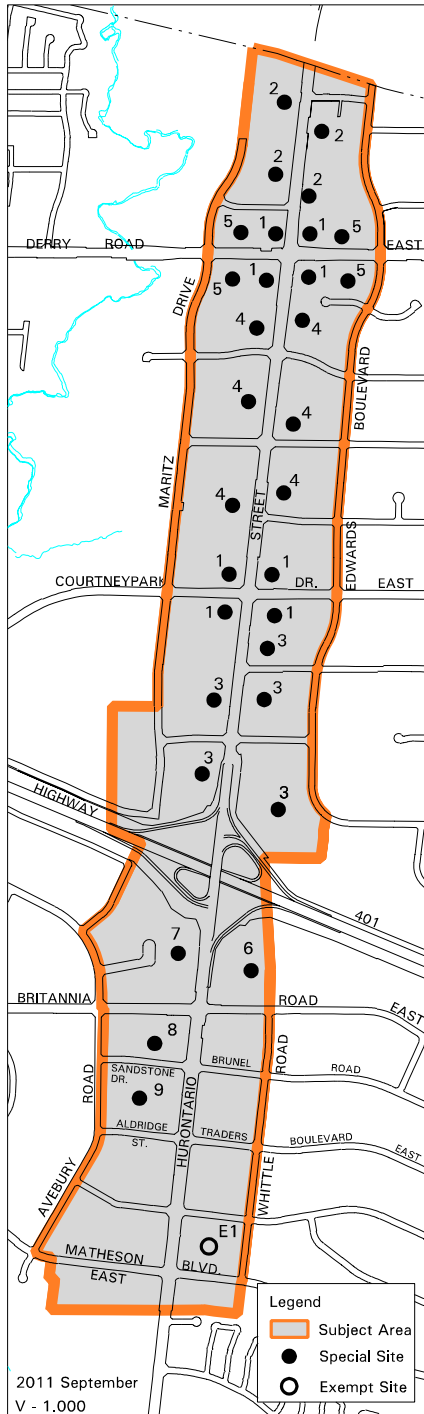 2
2
2
2
5
1
1
5
DERRY ROAD EAST
5
1
1
5
DRIVE
4
4
BOULEVARD
4
4
MARITZ
4
4
STREET
EDWARDS
1
1
COURTNEYPARK DR. EAST
1
1
3
3
3
3
3
HIGHWAY
401
7
6
BRITANNIA ROAD EAST
8
SANDSTONE DR.
BRUNEL ROAD
ROAD
ROAD
9
HURONTARIO
ALDRIDGE ST.
TRADERS BOULEVARD EAST
AVEBURY
WHITTLE
E1
MATHESON BLVD.
EAST
Legend
Subject Area
Special Site
Exempt Site
2011 September
V - 1.000